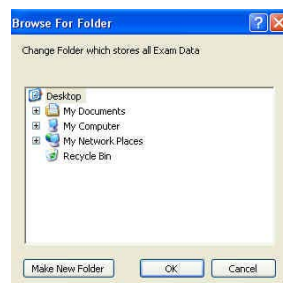 Browse For Folder
Change Folder which stores all Exam Data
Desktop
My Documents
My Computer
My Network Places
Recycle Bin
Make New Folder OK Cancel